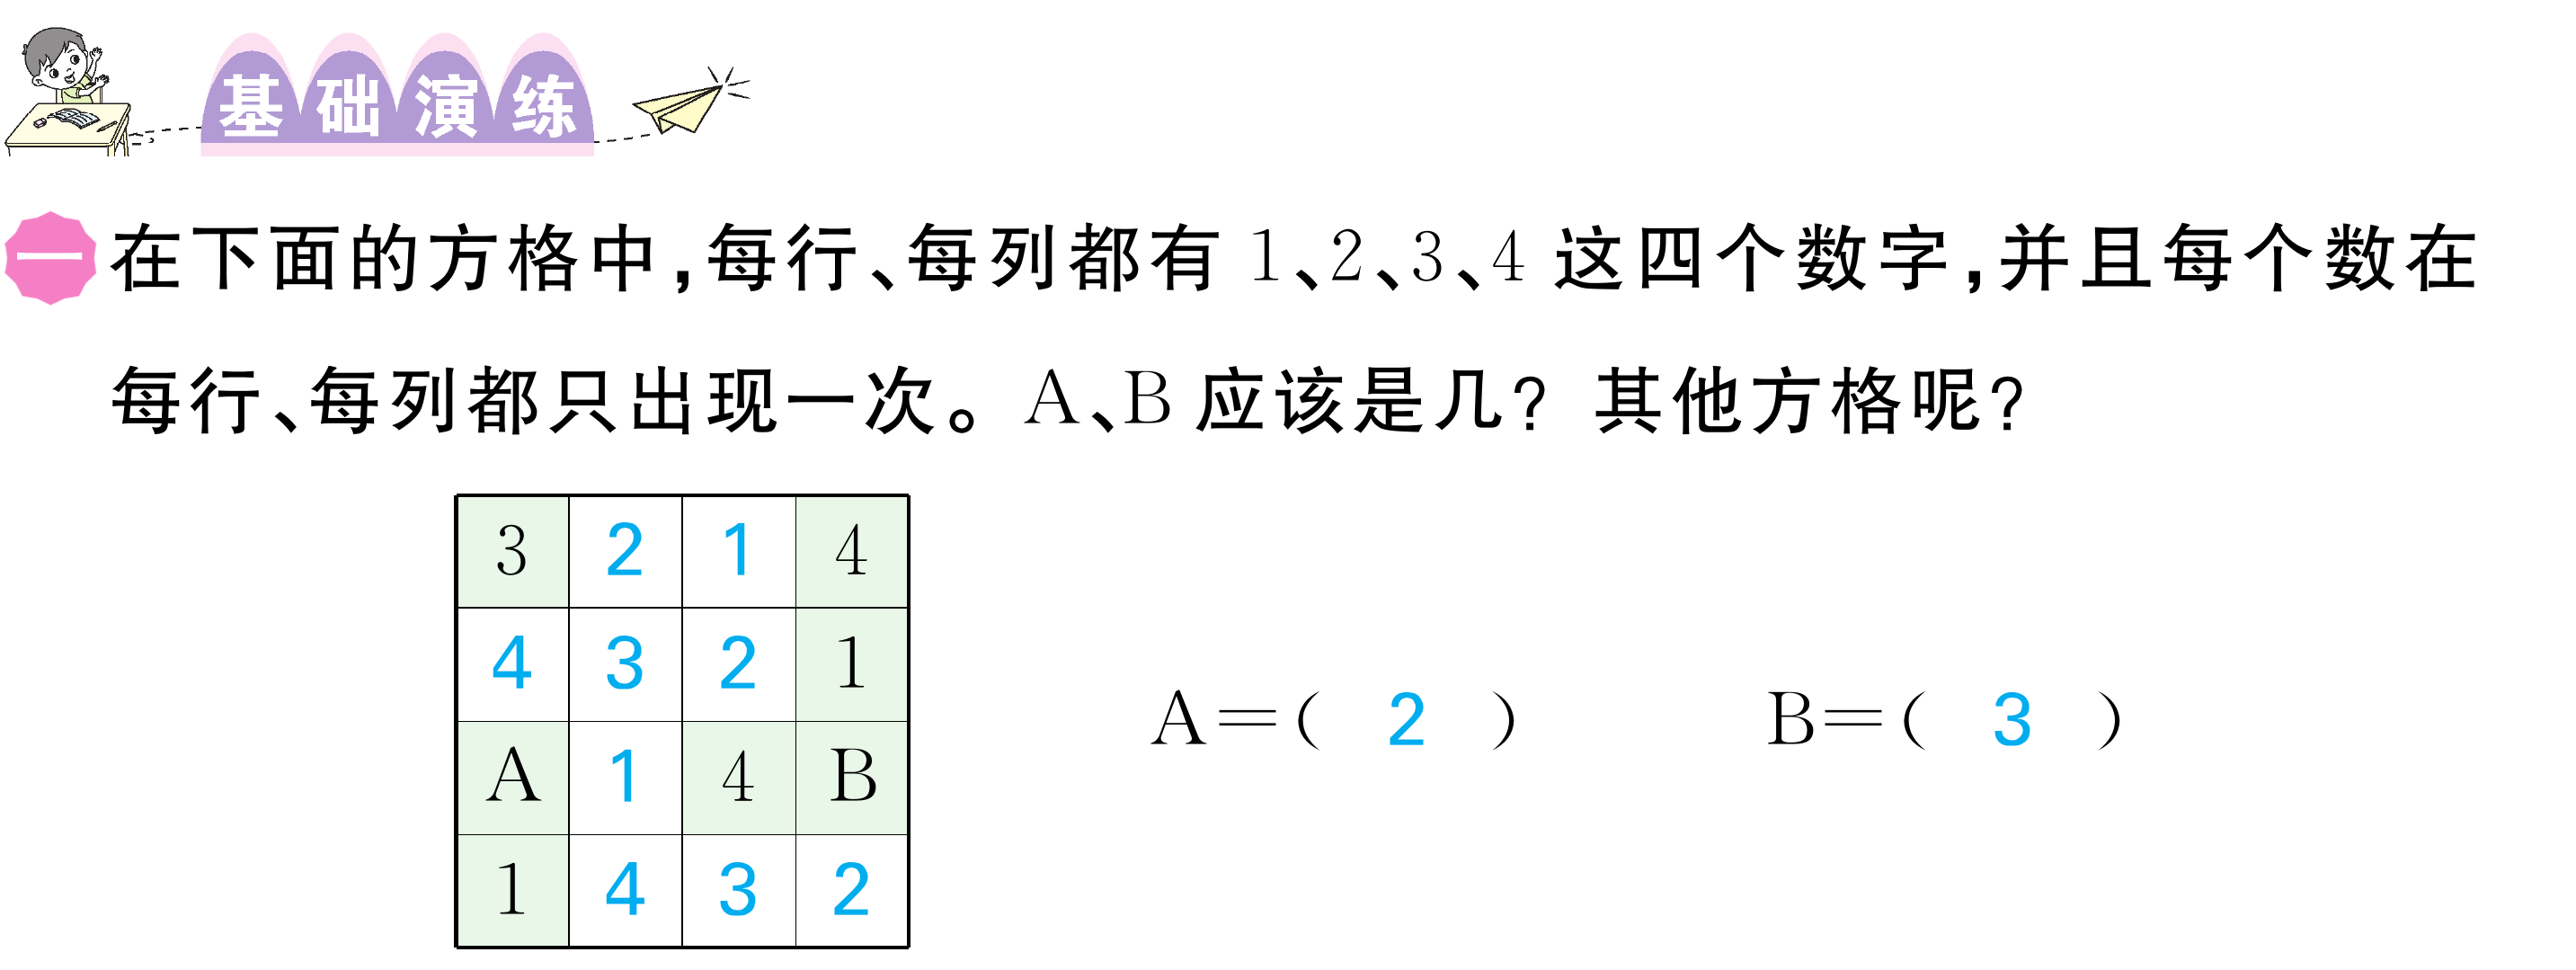 基础演练
一 在下面的方格中,每行、每列都有 1、2、3、4 这四个数字,并且每个数在
每行、每列都只出现一次。A、B 应该是几? 其他方格呢?
3 2 1 4
4 3 2 1
A 1 4 B
1 4 3 2
A=( 2 ) B=( 3 )